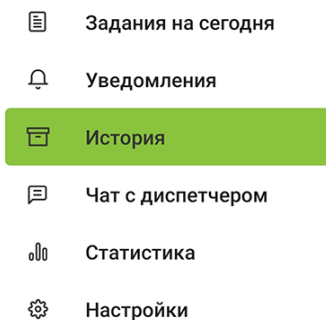 Задания на сегодня
Уведомления
История
Чат с диспетчером
Статистика
Настройки